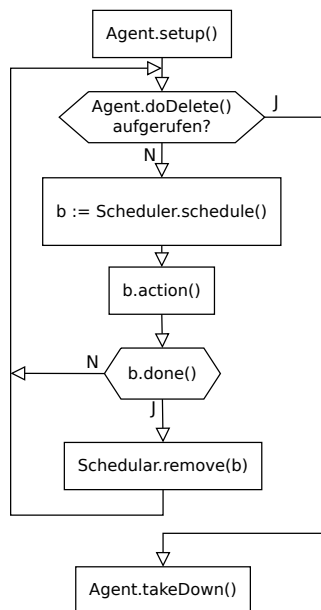 Agent.setup()
Agent.doDelete()
aufgerufen?
J
N
b := Scheduler.schedule()
b.action()
b.done()
N
J
Schedular.remove(b)
Agent.takeDown()